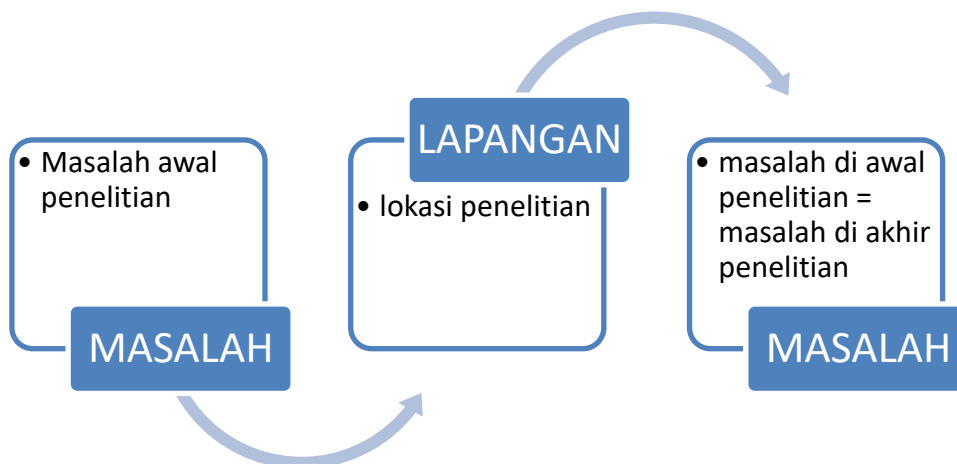 • Masalah awal
penelitian
MASALAH
LAPANGAN
• lokasi penelitian
• masalah di awal
penelitian =
masalah di akhir
penelitian
MASALAH